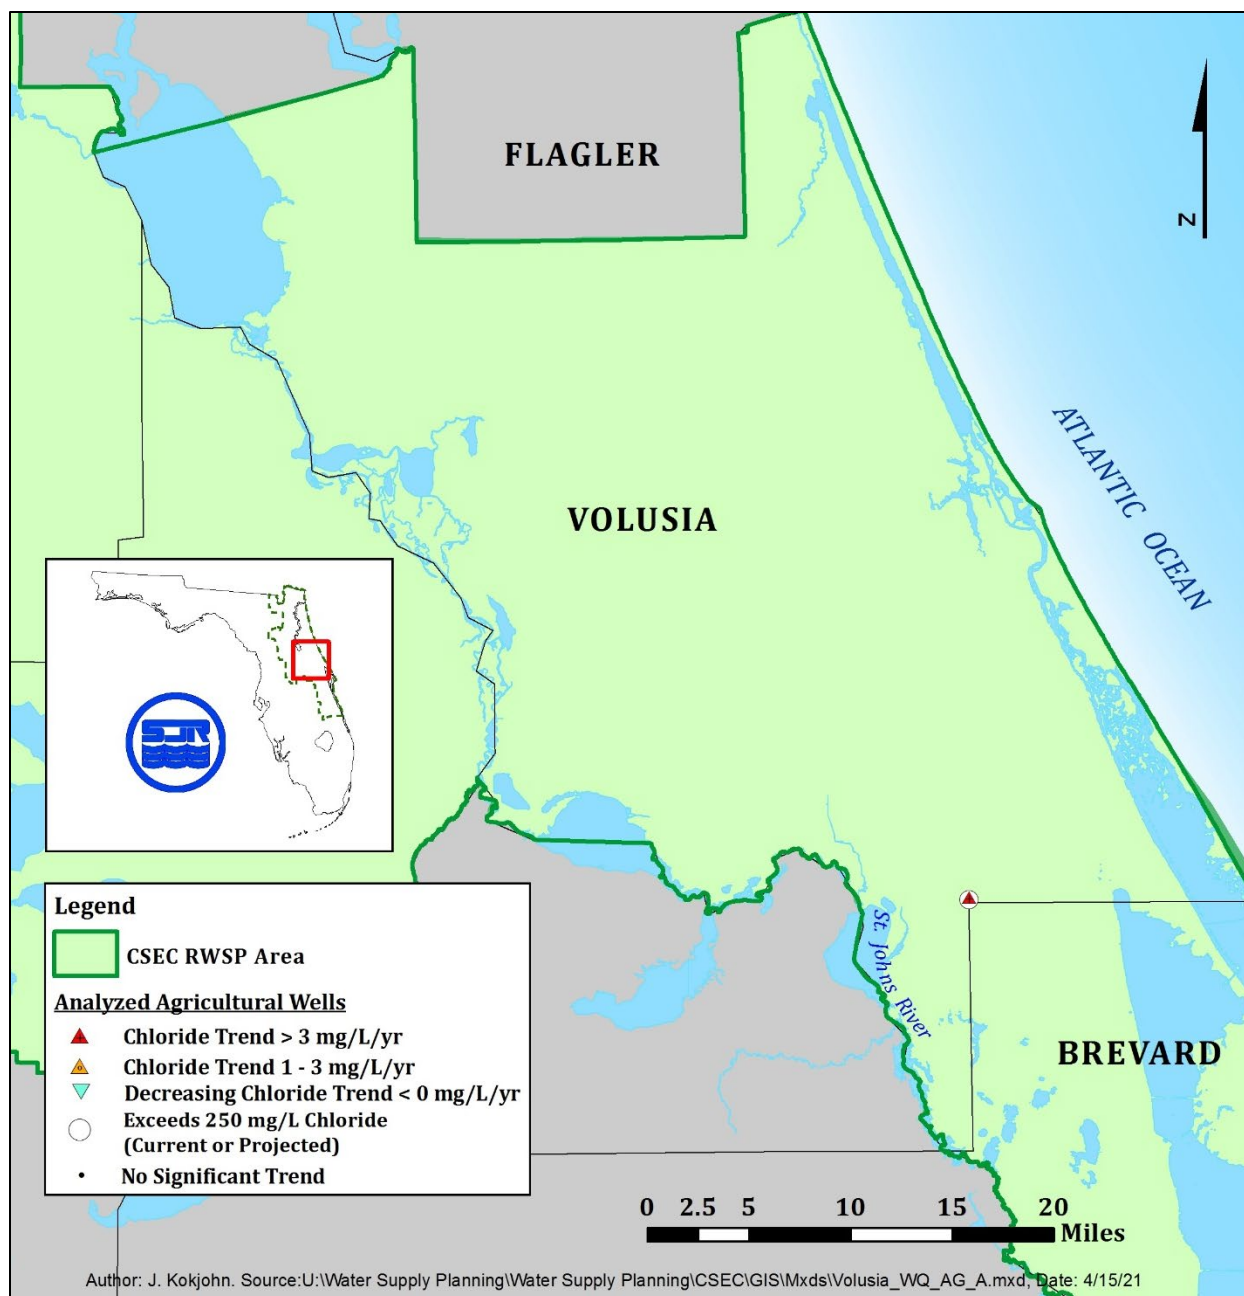 FLAGLER
N
ATLANTIC OCEAN
VOLUSIA
SJR
St. Johns River
BREVARD
Legend
CSEC RWSP Area
Analyzed Agricultural Wells
Chloride Trend > 3 mg/L/yr
Chloride Trend 1 - 3 mg/L/yr
Decreasing Chloride Trend < 0 mg/L/yr
Exceeds 250 mg/L Chloride
(Current or Projected)
No Significant Trend
0 2.5 5 10 15 20
Miles
Author: J. Kokjohn. Source:U:\Water Supply Planning\Water Supply Planning\CSEC\GIS\Mxds\Volusia_WQ_AG_A.mxd, Date: 4/15/21